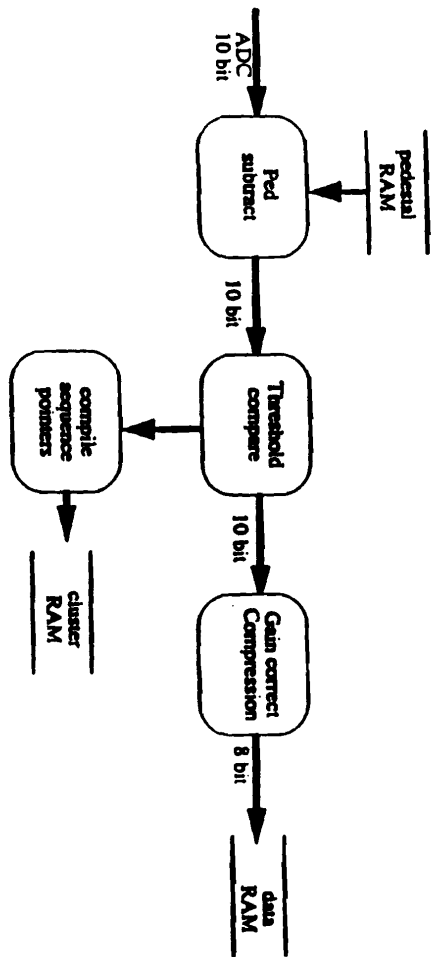 ADC
10 bit
pedestal
RAM
Ped
subtract
10 bit
Threshold
compare
10 bit
Gain correct
Compression
8 bit
data
RAM
compile
sequence
pointers
cluster
RAM